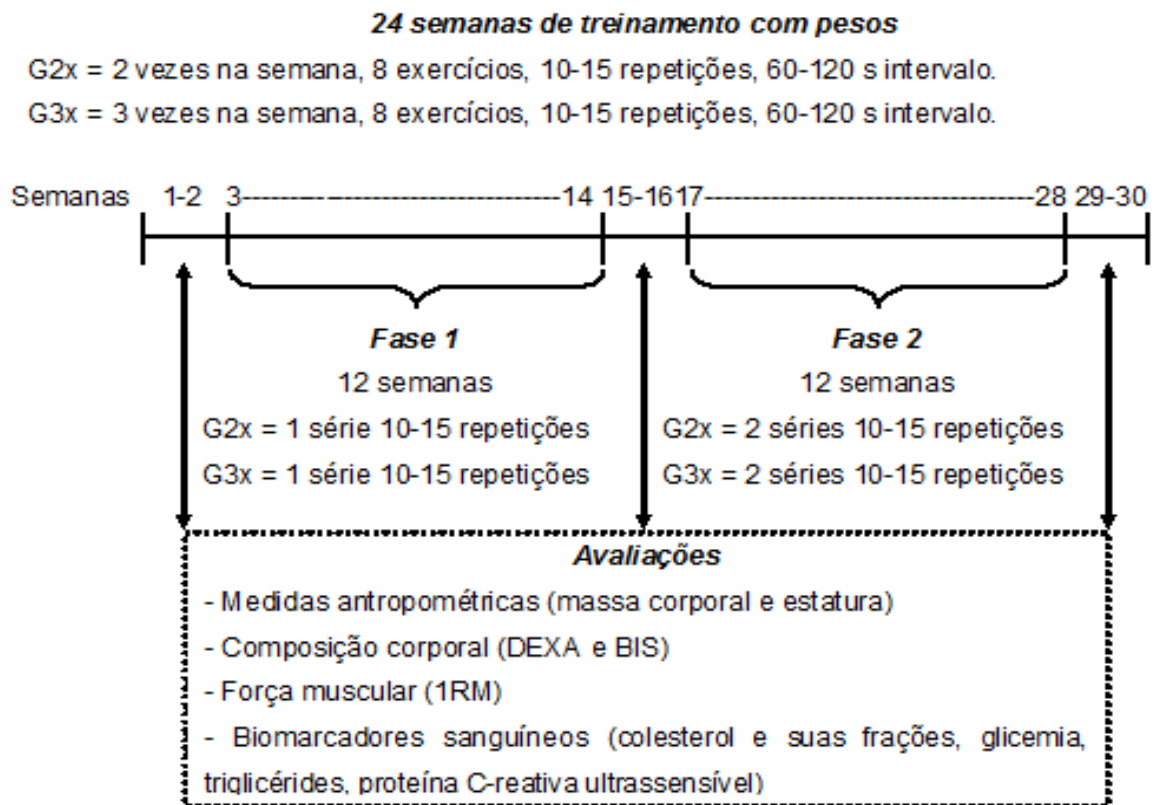 24 semanas de treinamento com pesos
G2x = 2 vezes na semana, 8 exercícios, 10-15 repetições, 60-120 s intervalo.
G3x = 3 vezes na semana, 8 exercícios, 10-15 repetições, 60-120 s intervalo.
Semanas 1-2 3------------------------------------14 15-16 17------------------------------------28 29-30
Fase 1
12 semanas
G2x = 1 série 10-15 repetições
G3x = 1 série 10-15 repetições
Fase 2
12 semanas
G2x = 2 séries 10-15 repetições
G3x = 2 séries 10-15 repetições
Avaliações
- Medidas antropométricas (massa corporal e estatura)
- Composição corporal (DEXA e BIS)
- Força muscular (1RM)
- Biomarcadores sanguíneos (colesterol e suas frações, glicemia,
triglicérides, proteína C-reativa ultrassensível)